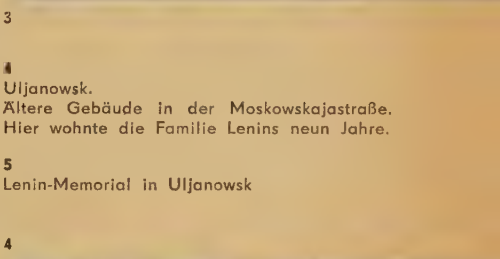 3
4
Uljanowsk.
Ältere Gebäude in der Moskowskajastraße.
Hier wohnte die Familie Lenins neun Jahre.
5
Lenin-Memorial in Uljanowsk
4